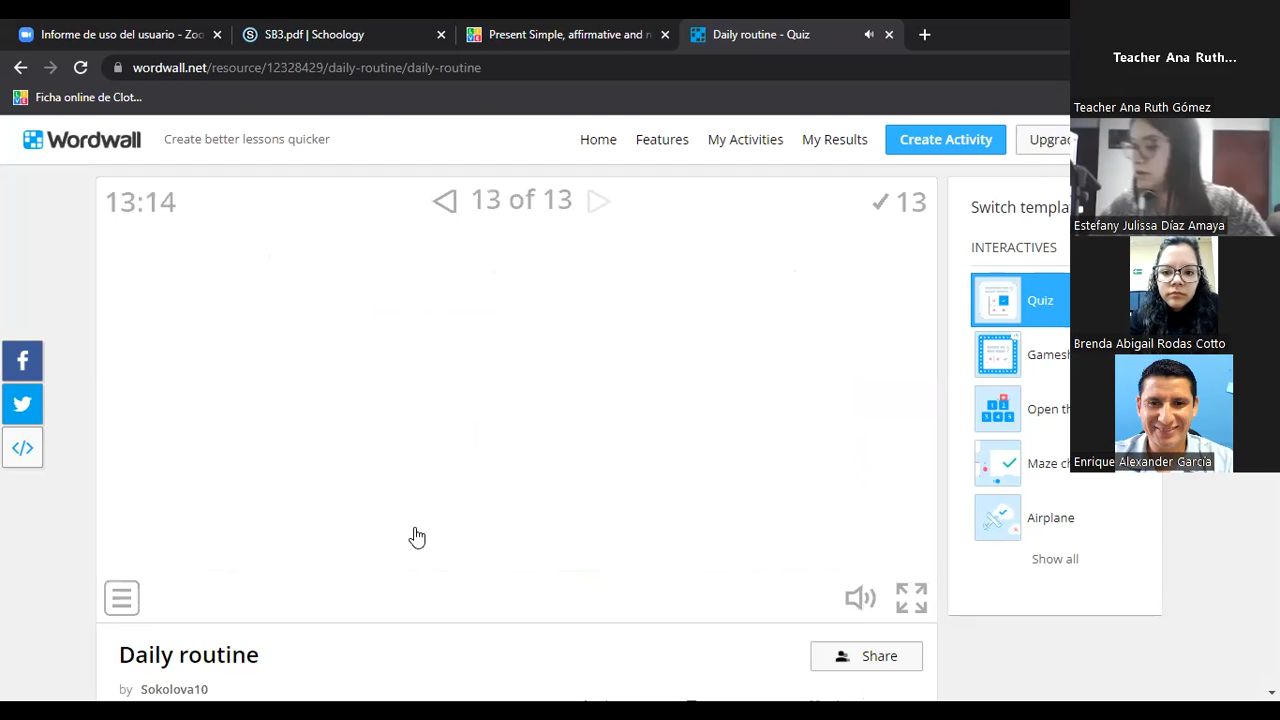 Informe de uso del usuario - Zoo
SB3.pdf | Schoology
Present Simple, affirmative and n
Daily routine - Quiz
wordwall.net/resource/12328429/daily-routine/daily-routine
Ficha online de Clot...
Wordwall
Create better lessons quicker
Home
Features
My Activities
My Results
Create Activity
Upgrad
13:14
13 of 13
13
Switch templa
INTERACTIVES
Quiz
Gamesh
Open th
Maze ch
Airplane
Show all
Daily routine
Share
by Sokolova10
Teacher Ana Ruth...
Teacher Ana Ruth Gómez
Estefany Julissa Díaz Amaya
Brenda Abigail Rodas Cotto
Enrique Alexander García